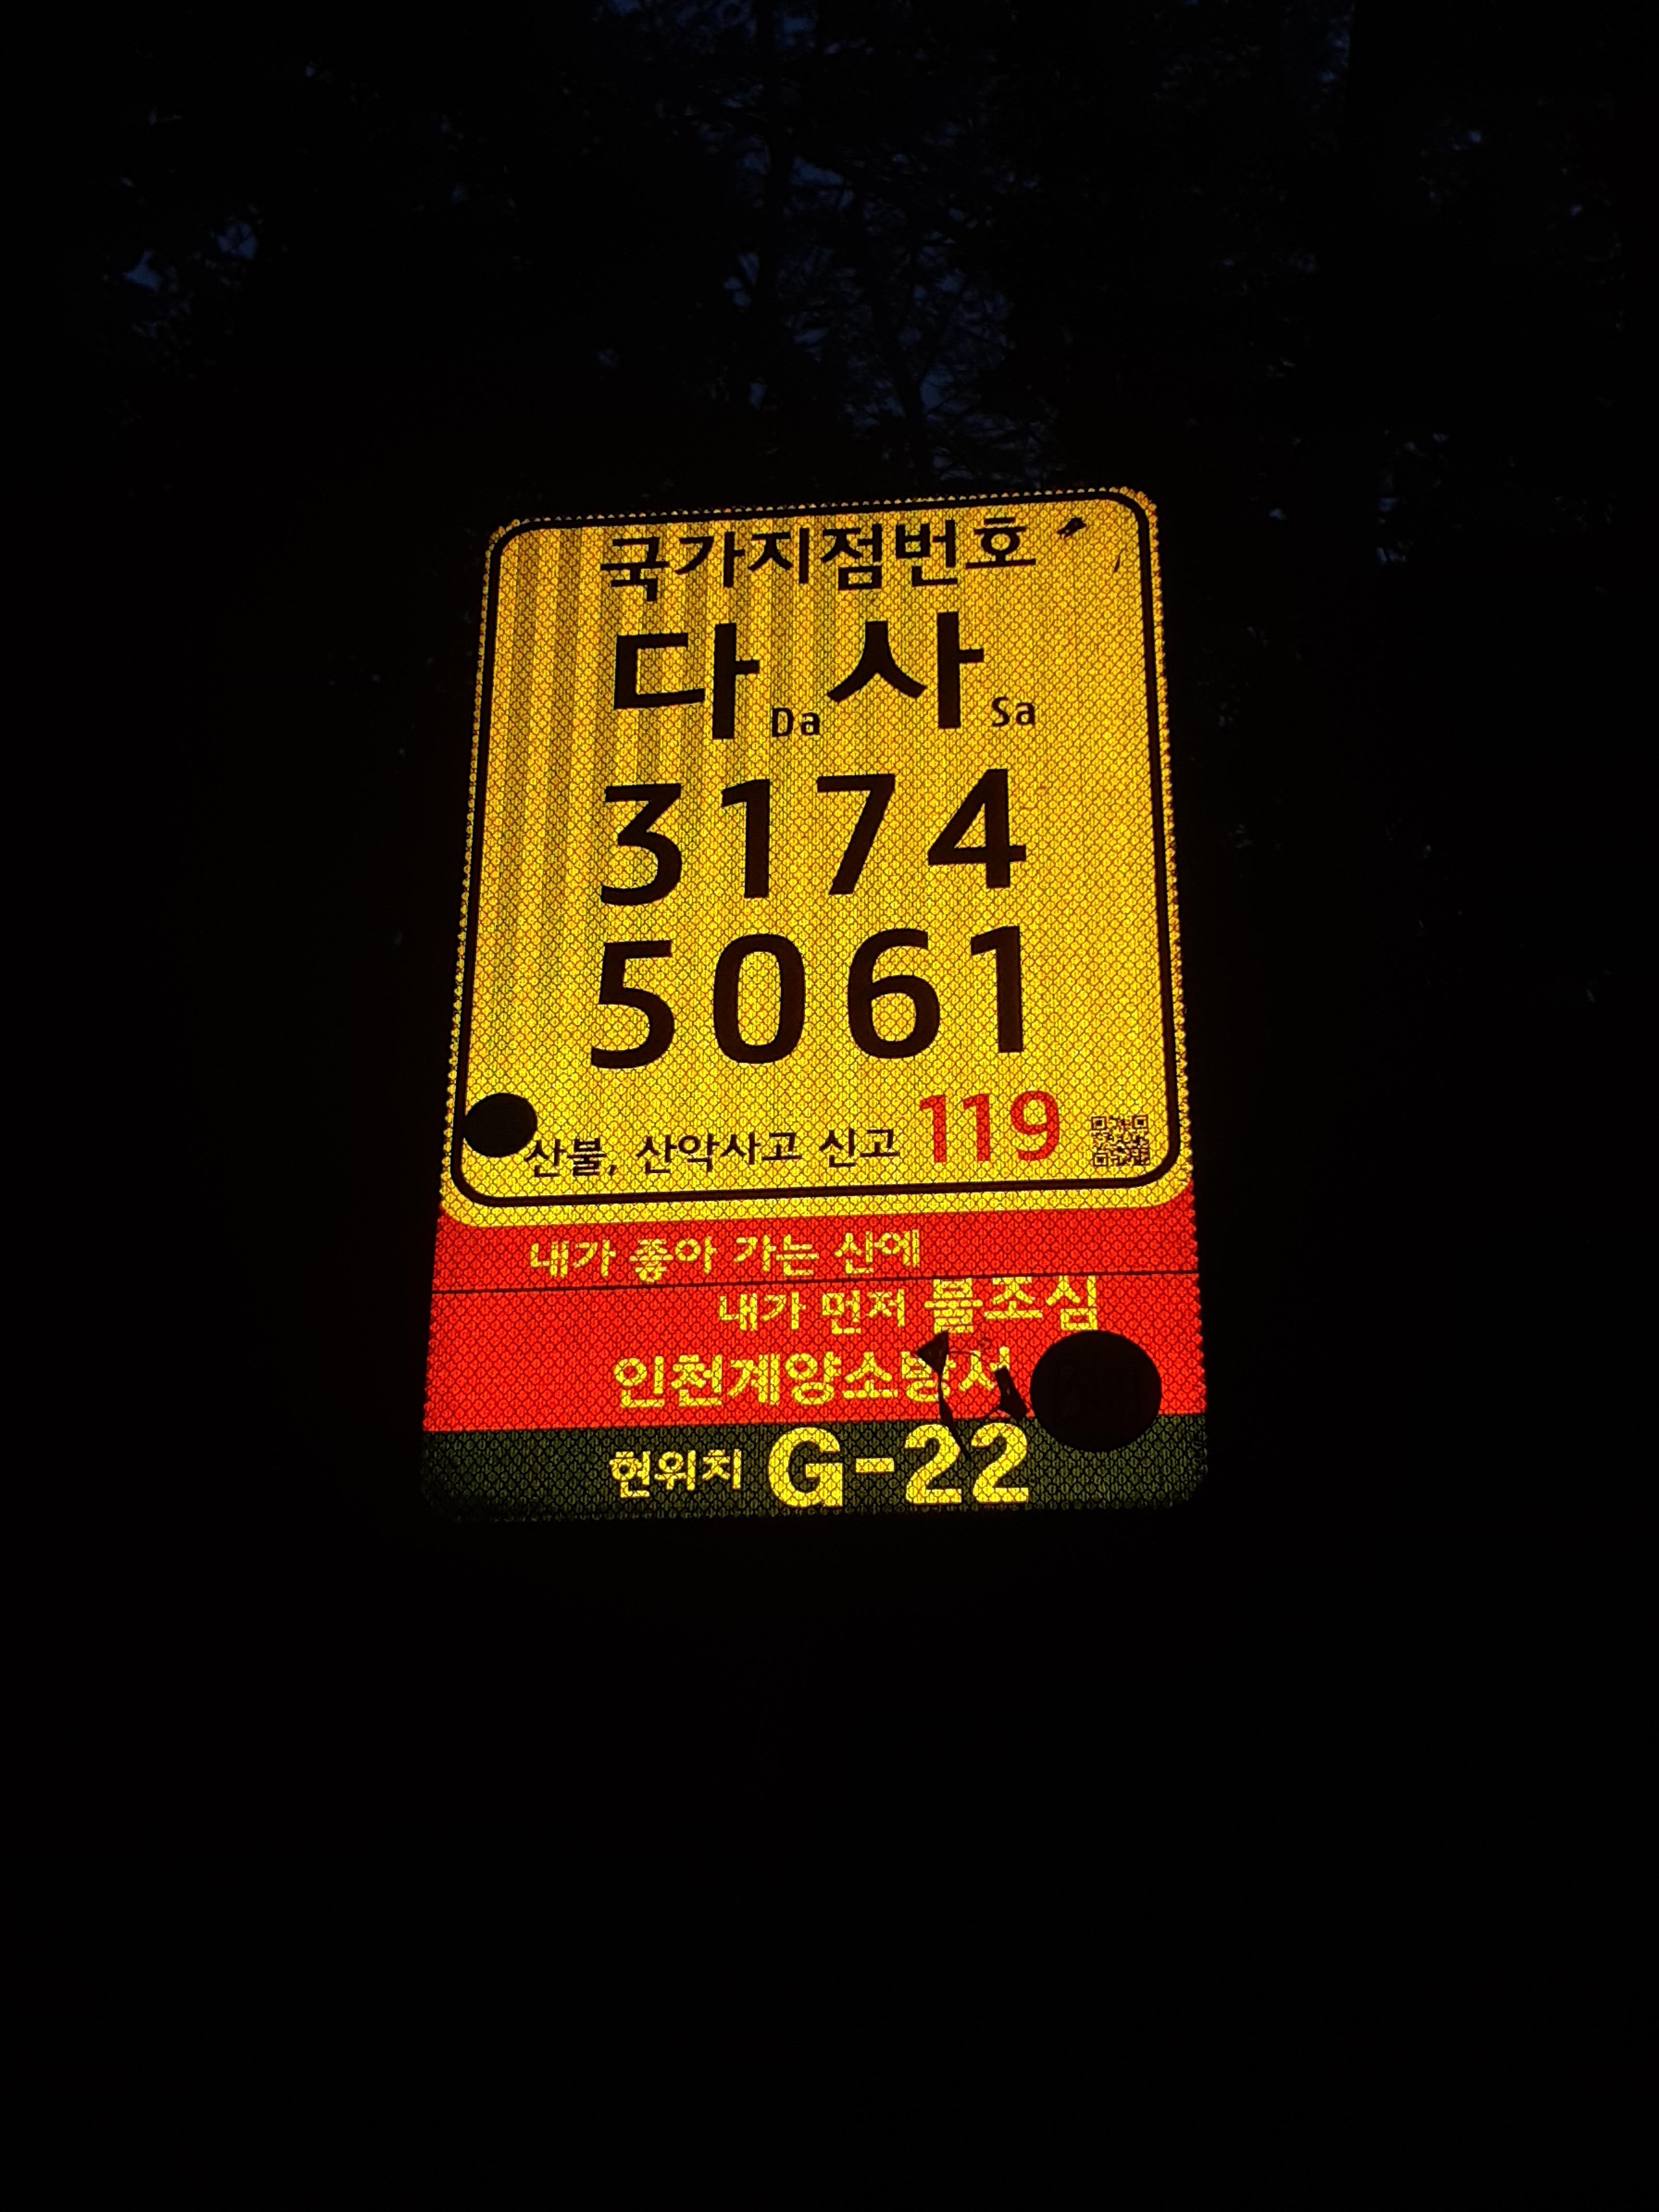 국가지점번호
다 Da 사 Sa
3174
5061
산불, 산악사고 신고 119
내가 좋아 가는 산에
내가 먼저 불조심
인천계양소방서
현위치 G-22